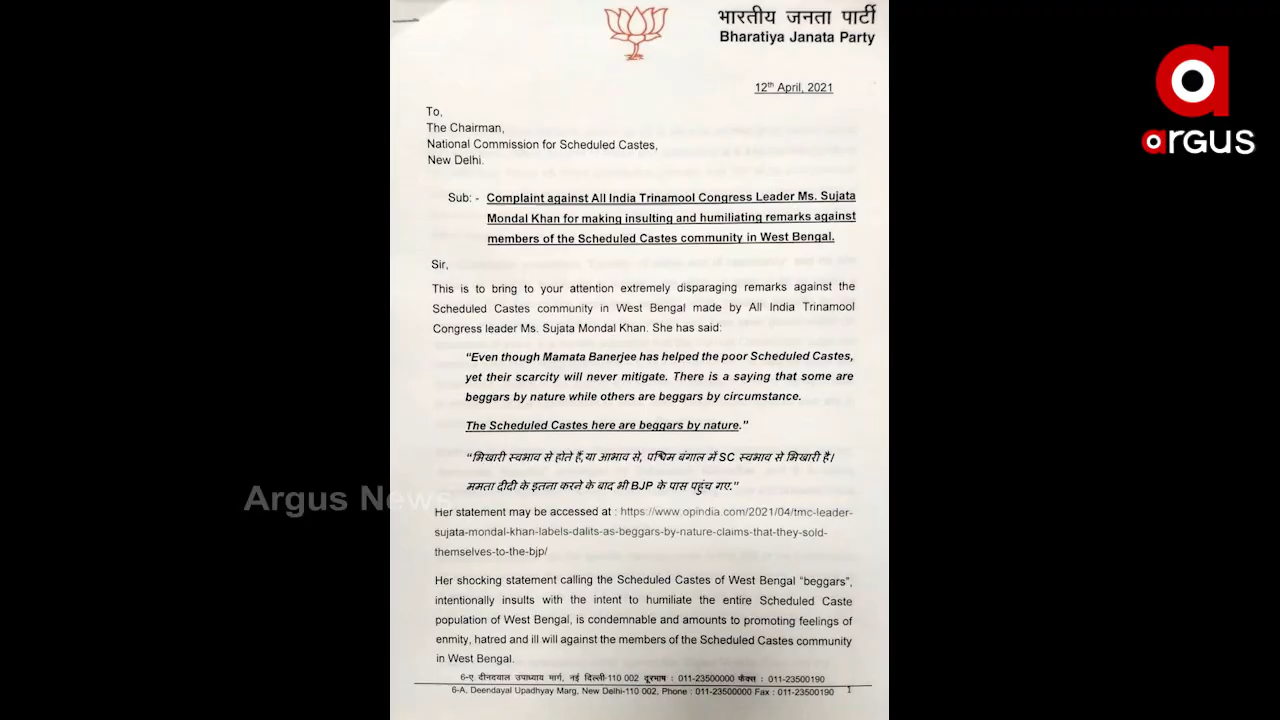 भारतीय जनता पार्टी
Bharatiya Janata Party
argus
12th April, 2021
To,
The Chairman,
National Commission for Scheduled Castes,
New Delhi.
Sub: - Complaint against All India Trinamool Congress Leader Ms. Sujata
Mondal Khan for making insulting and humiliating remarks against
members of the Scheduled Castes community in West Bengal.
Sir,
This is to bring to your attention extremely disparaging remarks against the
Scheduled Castes community in West Bengal made by All India Trinamool
Congress leader Ms. Sujata Mondal Khan. She has said:
“Even though Mamata Banerjee has helped the poor Scheduled Castes,
yet their scarcity will never mitigate. There is a saying that some are
beggars by nature while others are beggars by circumstance.
The Scheduled Castes here are beggars by nature.”
“भिखारी स्वभाव से होते हैं,या आभाव से, पश्चिम बंगाल में SC स्वभाव से भिखारी है।
ममता दीदी के इतना करने के बाद भी BJP के पास पहुंच गए.”
Argus News
Her statement may be accessed at : https://www.opindia.com/2021/04/tmc-leader-
sujata-mondal-khan-labels-dalits-as-beggars-by-nature-claims-that-they-sold-
themselves-to-the-bjp/
Her shocking statement calling the Scheduled Castes of West Bengal “beggars”,
intentionally insults with the intent to humiliate the entire Scheduled Caste
population of West Bengal, is condemnable and amounts to promoting feelings of
enmity, hatred and ill will against the members of the Scheduled Castes community
in West Bengal.
6-ए दीनदयाल उपाध्याय मार्ग, नई दिल्ली-110 002 दूरभाष : 011-23500000 फेक्स : 011-23500190
6-A, Deendayal Upadhyay Marg, New Delhi-110 002, Phone : 011-23500000 Fax : 011-23500190
1